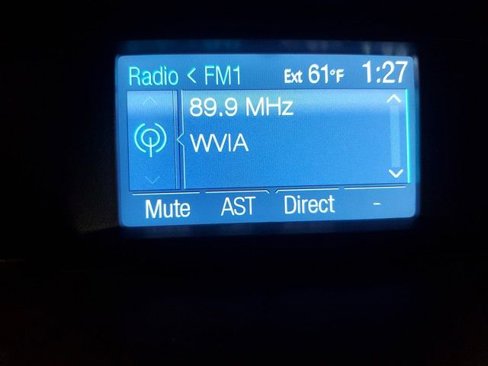 Radio < FM1 Ext 61°F 1:27
89.9 MHz
WVIA
Mute AST Direct -